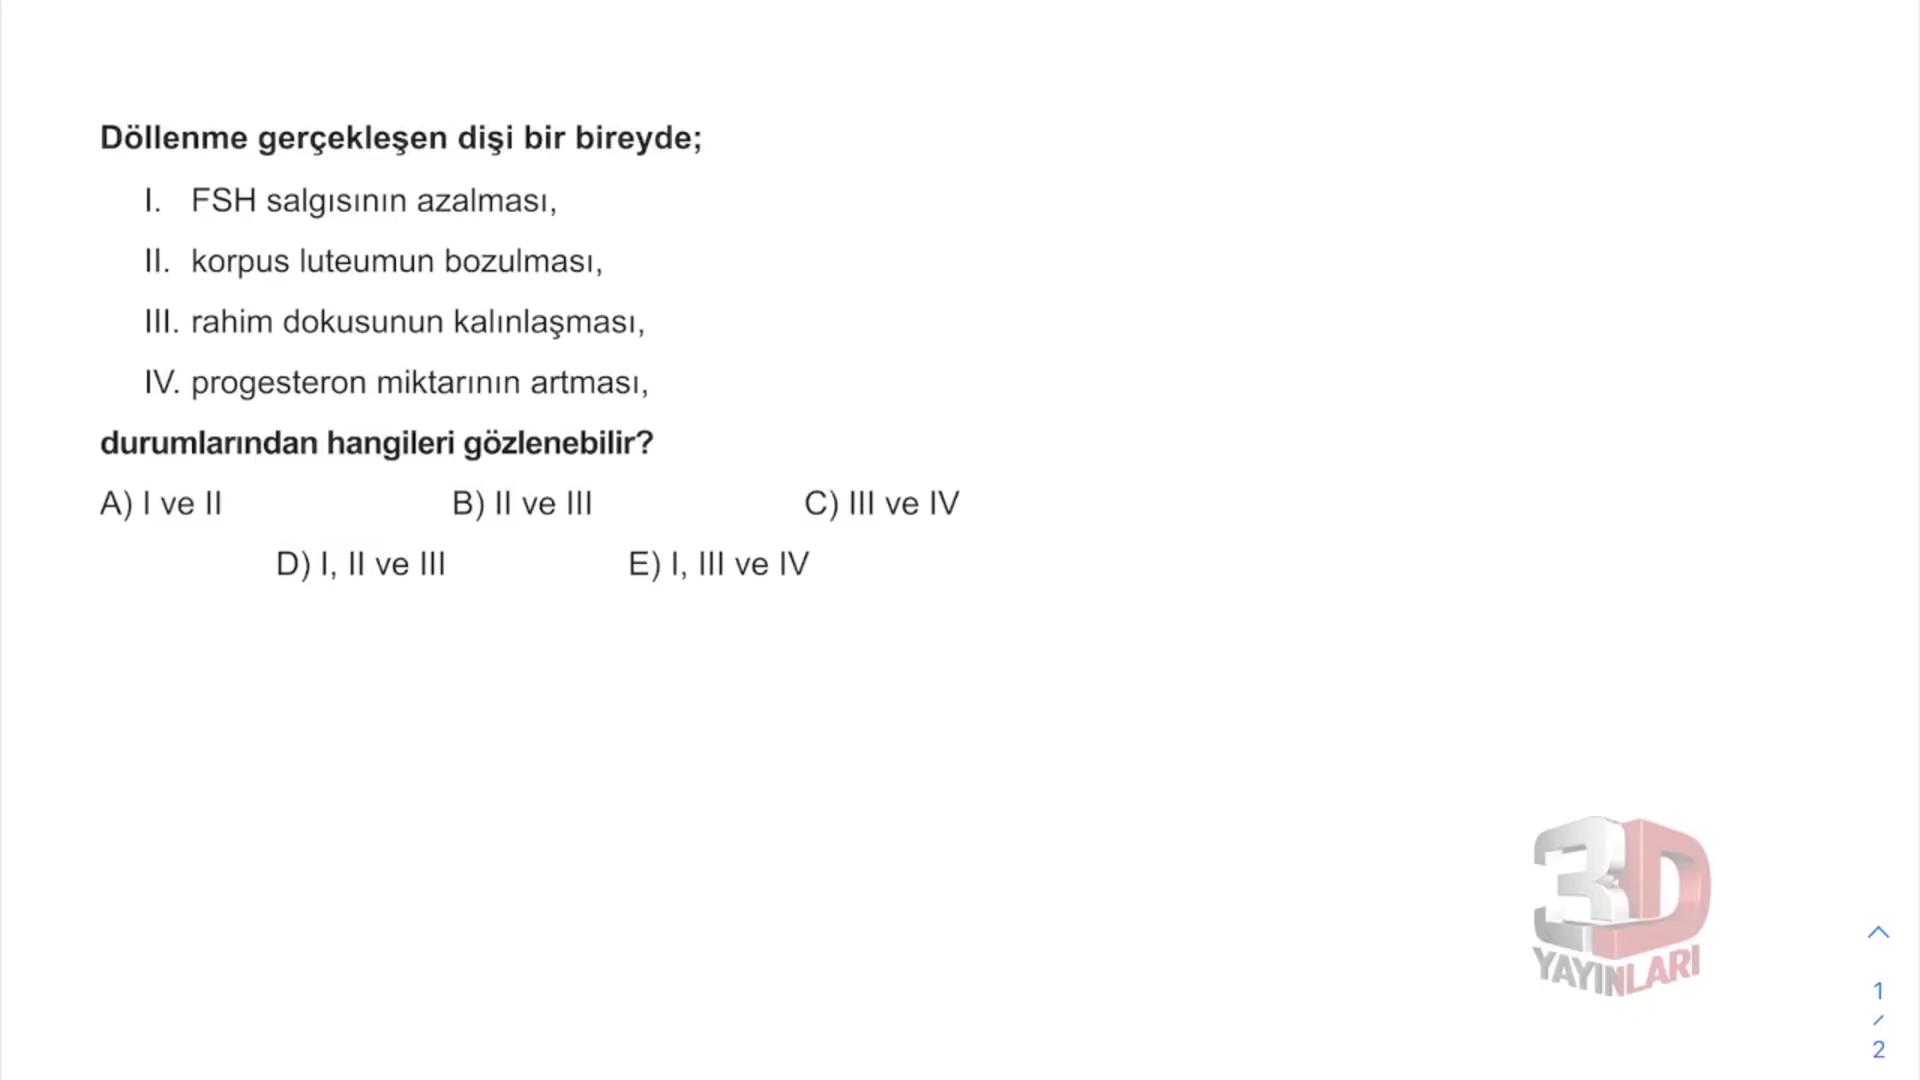 Döllenme gerçekleşen dişi bir bireyde;
I. FSH salgısının azalması,
II. korpus luteumun bozulması,
III. rahim dokusunun kalınlaşması,
IV. progesteron miktarının artması,
durumlarından hangileri gözlenebilir?
A) I ve II B) II ve III C) III ve IV
D) I, II ve III E) I, III ve IV
3D
YAYINLARI
1
/
2